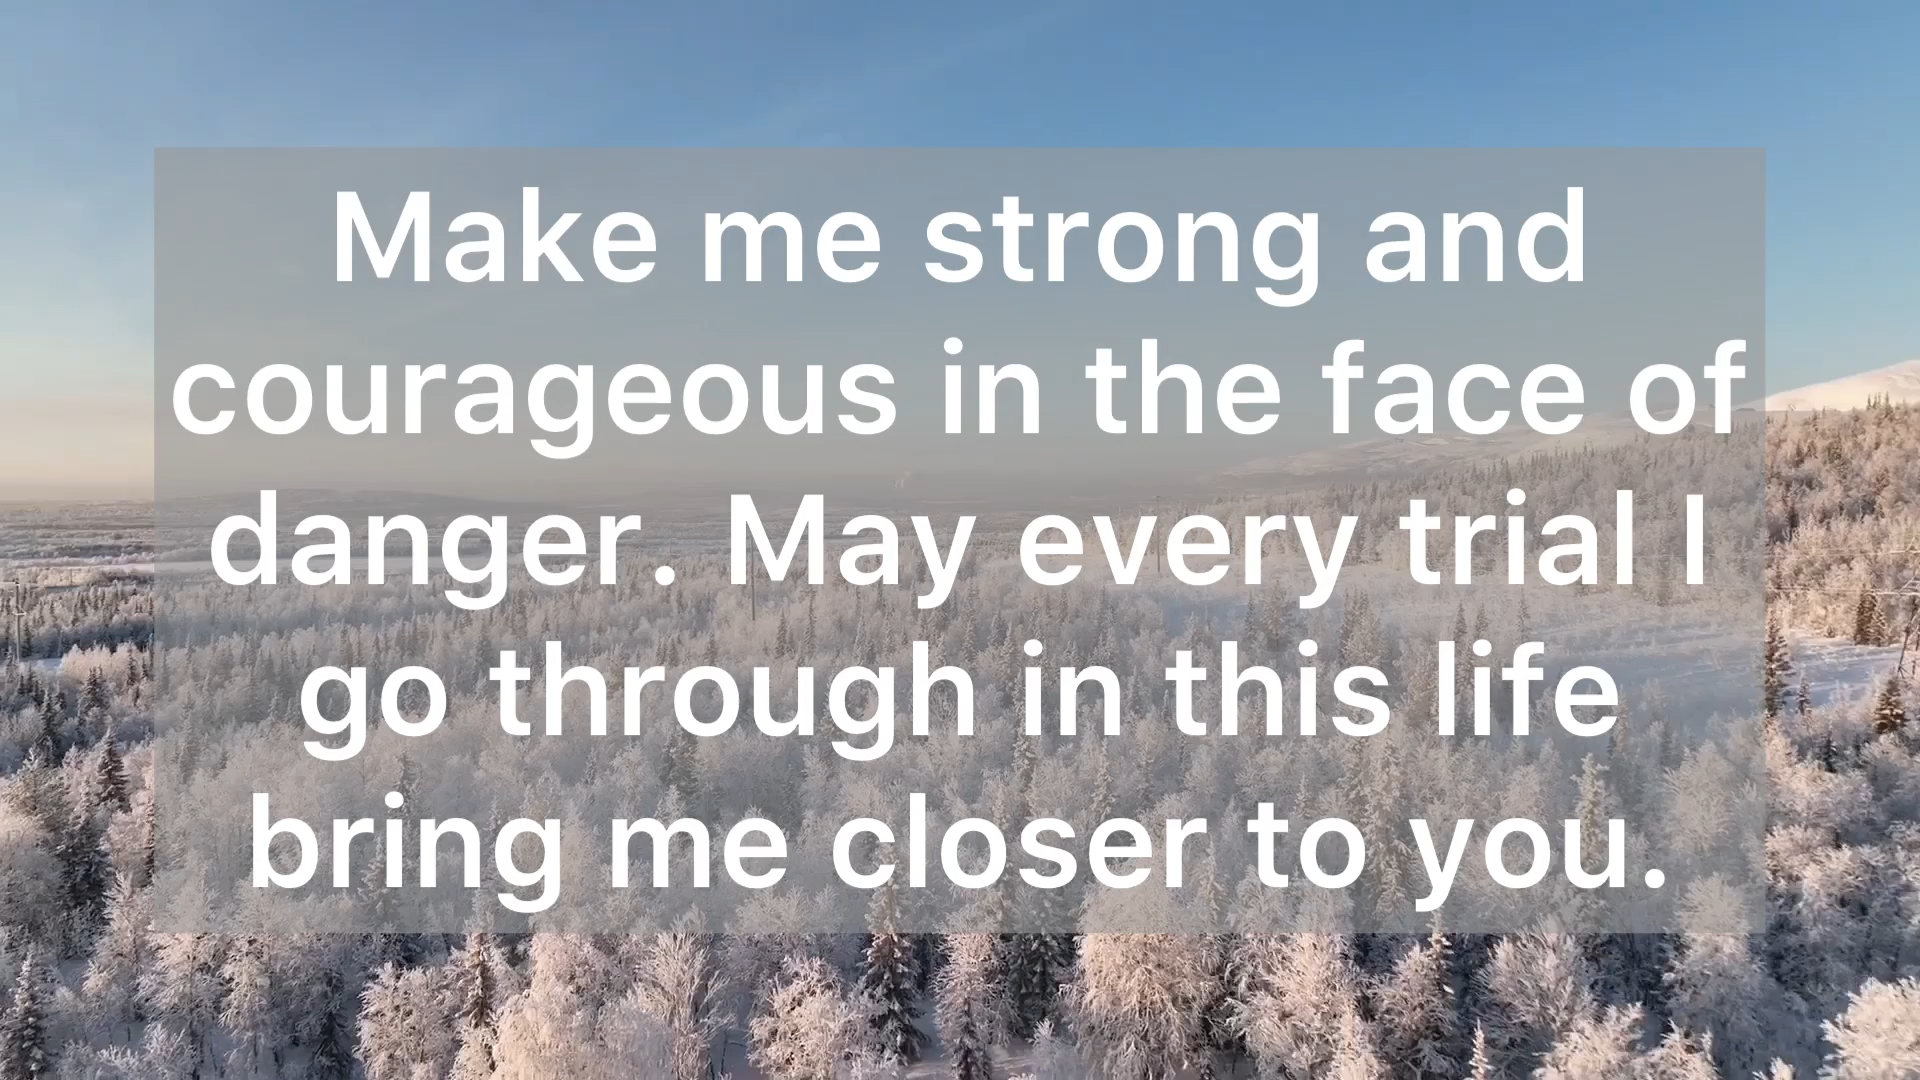 Make me strong and
courageous in the face of
danger. May every trial I
go through in this life
bring me closer to you.